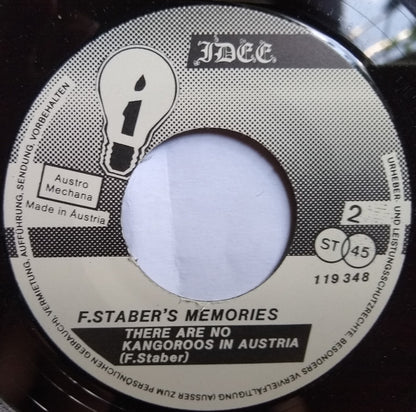 IDEE
i
Austro
Mechana
Made in Austria
2
ST 45
119 348
F.STABER'S MEMORIES
THERE ARE NO
KANGOROOS IN AUSTRIA
(F.Staber)
URHEBER- UND LEISTUNGSSCHUTZRECHTE, BESONDERS VERVIELFÄLTIGUNG (AUSSER ZUM PERSÖNLICHEN GEBRAUCH), VERMIETUNG, AUFFÜHRUNG, SENDUNG, VORBEHALTEN